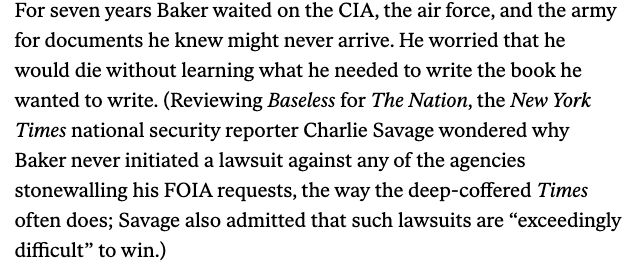 For seven years Baker waited on the CIA, the air force, and the army
for documents he knew might never arrive. He worried that he
would die without learning what he needed to write the book he
wanted to write. (Reviewing Baseless for The Nation, the New York
Times national security reporter Charlie Savage wondered why
Baker never initiated a lawsuit against any of the agencies
stonewalling his FOIA requests, the way the deep-coffered Times
often does; Savage also admitted that such lawsuits are “exceedingly
difficult” to win.)